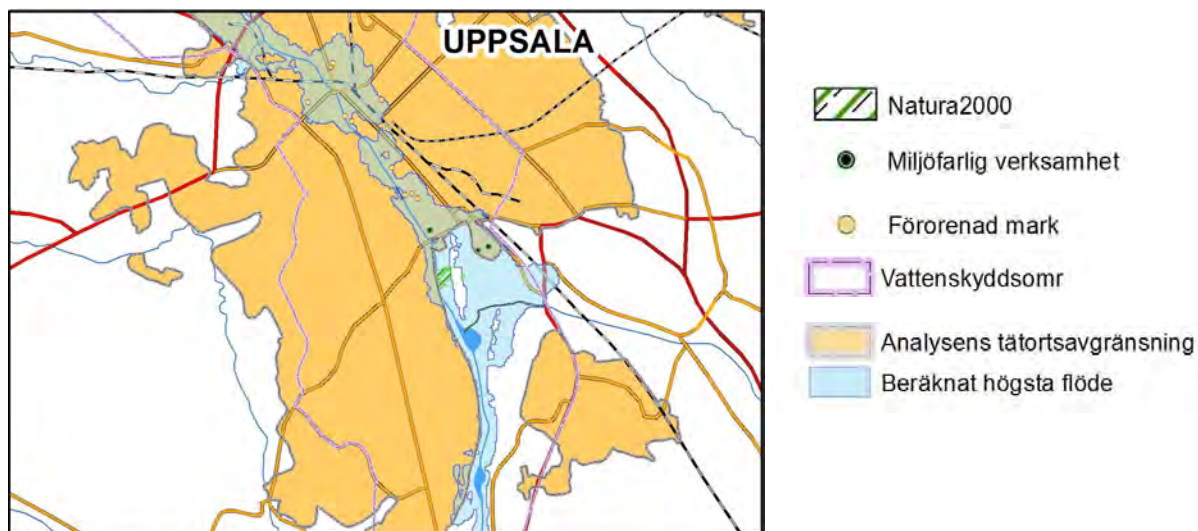 UPPSALA
Natura2000
Miljöfarlig verksamhet
Förorenad mark
Vattenskyddsomr
Analysens tätortsavgränsning
Beräknat högsta flöde